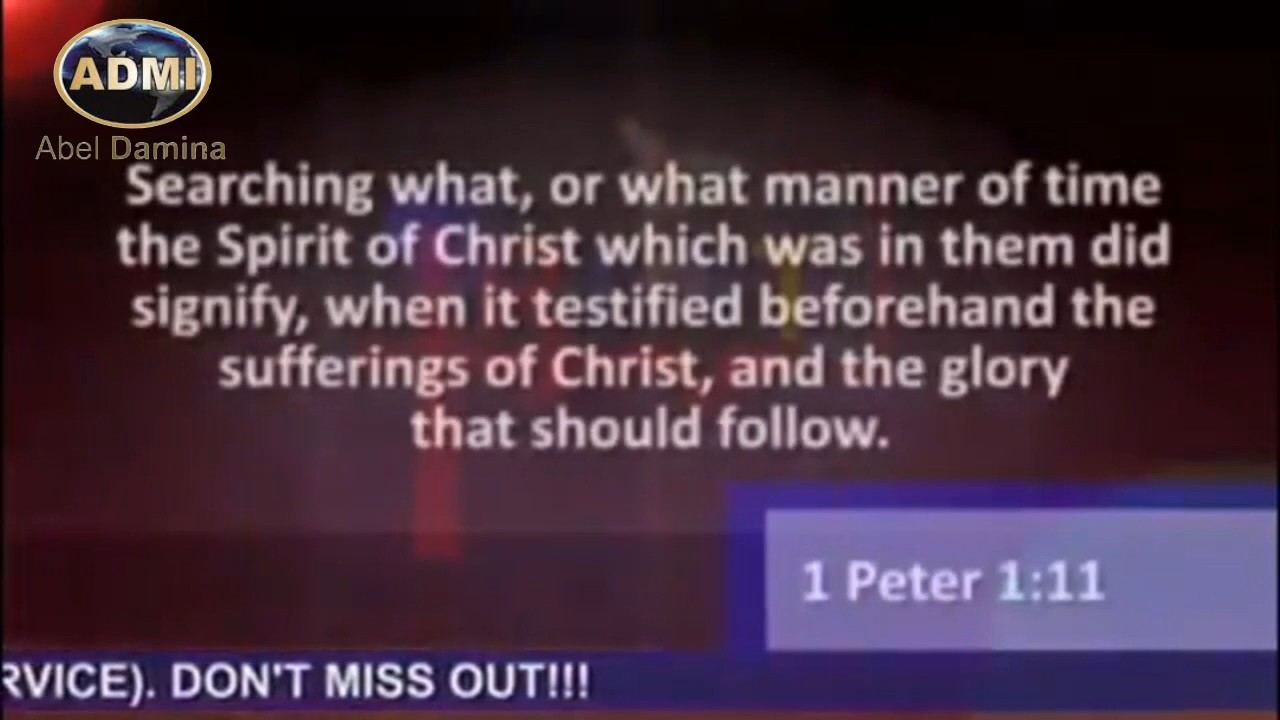 ADMI
Abel Damina
Searching what, or what manner of time
the Spirit of Christ which was in them did
signify, when it testified beforehand the
sufferings of Christ, and the glory
that should follow.
1 Peter 1:11
RVICE). DON'T MISS OUT!!!